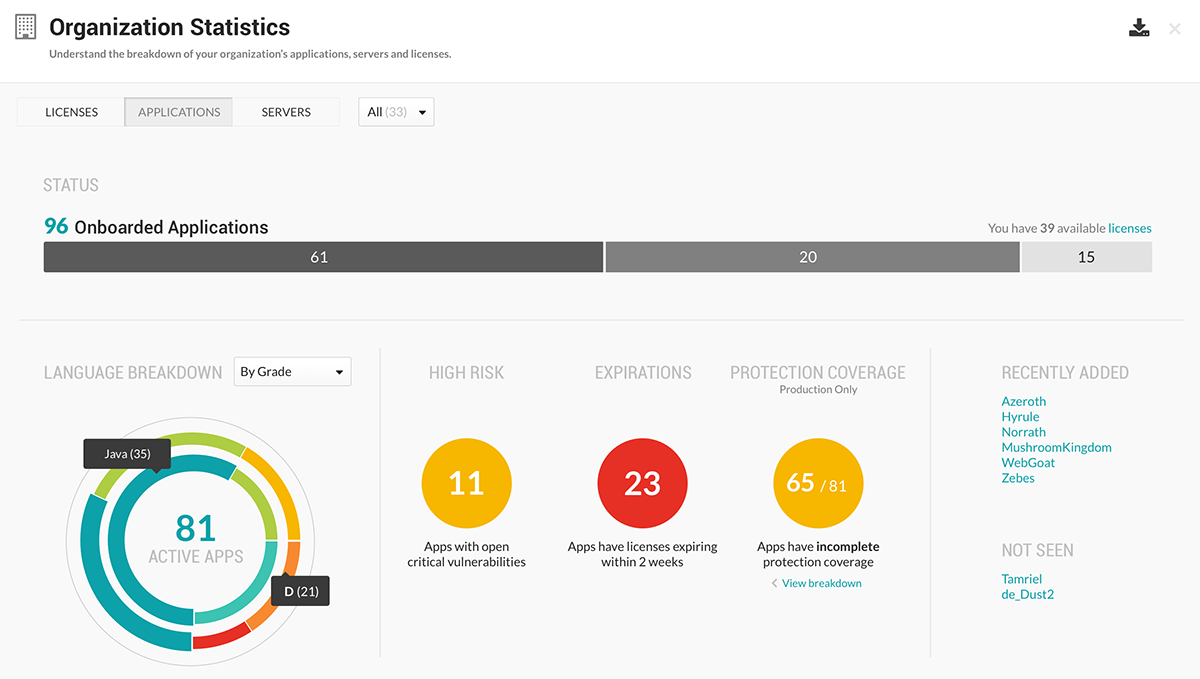 Organization Statistics
Understand the breakdown of your organization's applications, servers and licenses.
LICENSES
APPLICATIONS
SERVERS
All (33)
STATUS
96 Onboarded Applications
You have 39 available licenses
61
20
15
LANGUAGE BREAKDOWN
By Grade
Java (35)
81
ACTIVE APPS
D (21)
HIGH RISK
11
Apps with open
critical vulnerabilities
EXPIRATIONS
23
Apps have licenses expiring
within 2 weeks
PROTECTION COVERAGE
Production Only
65 / 81
Apps have incomplete
protection coverage
View breakdown
RECENTLY ADDED
Azeroth
Hyrule
Norrath
MushroomKingdom
WebGoat
Zebes
NOT SEEN
Tamriel
de_Dust2